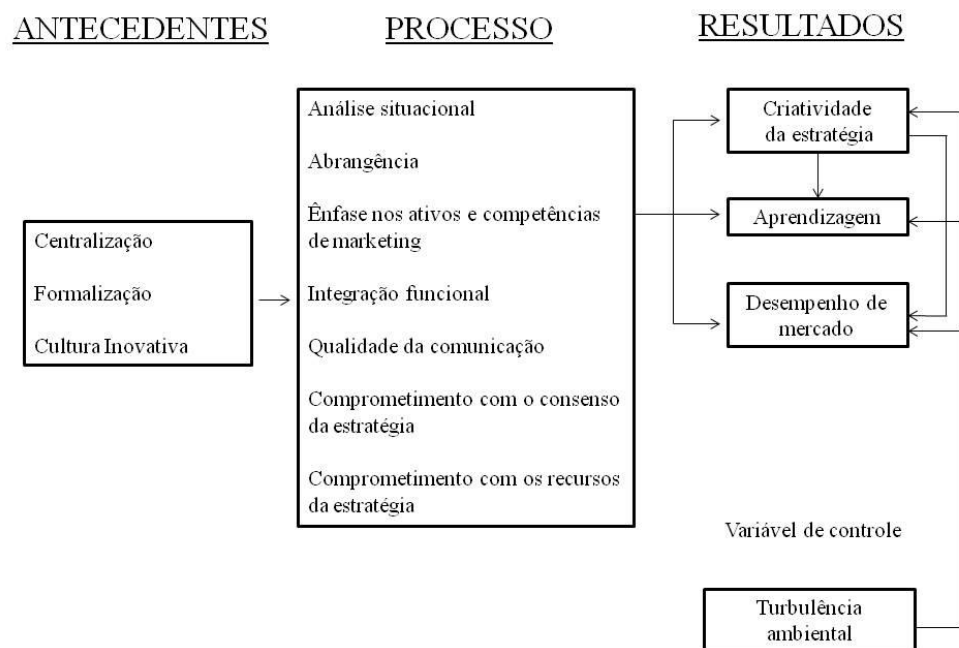 ANTECEDENTES
PROCESSO
RESULTADOS
Centralização
Formalização
Cultura Inovativa
Análise situacional
Abrangência
Ênfase nos ativos e competências
de marketing
Integração funcional
Qualidade da comunicação
Comprometimento com o consenso
da estratégia
Comprometimento com os recursos
da estratégia
Criatividade
da estratégia
Aprendizagem
Desempenho de
mercado
Variável de controle
Turbulência
ambiental